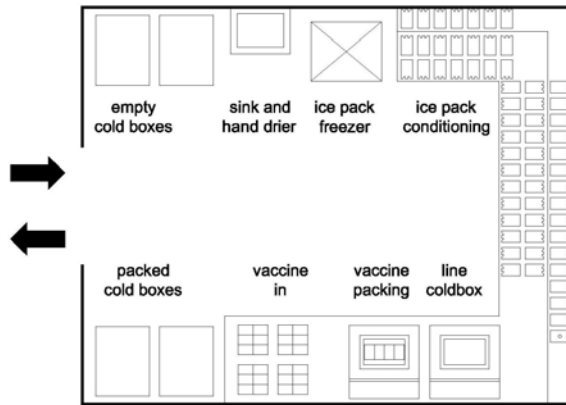 empty
cold boxes
sink and
hand drier
ice pack
freezer
ice pack
conditioning
packed
cold boxes
vaccine
in
vaccine
packing
line
coldbox